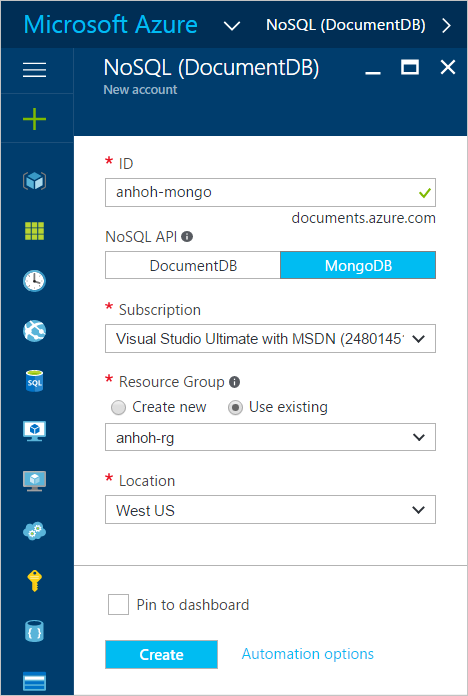 Microsoft Azure NoSQL (DocumentDB)
NoSQL (DocumentDB)
New account
* ID
anhoh-mongo
documents.azure.com
NoSQL API
DocumentDB MongoDB
* Subscription
Visual Studio Ultimate with MSDN (24801451
* Resource Group
Create new Use existing
anhoh-rg
* Location
West US
Pin to dashboard
Create Automation options
SQL